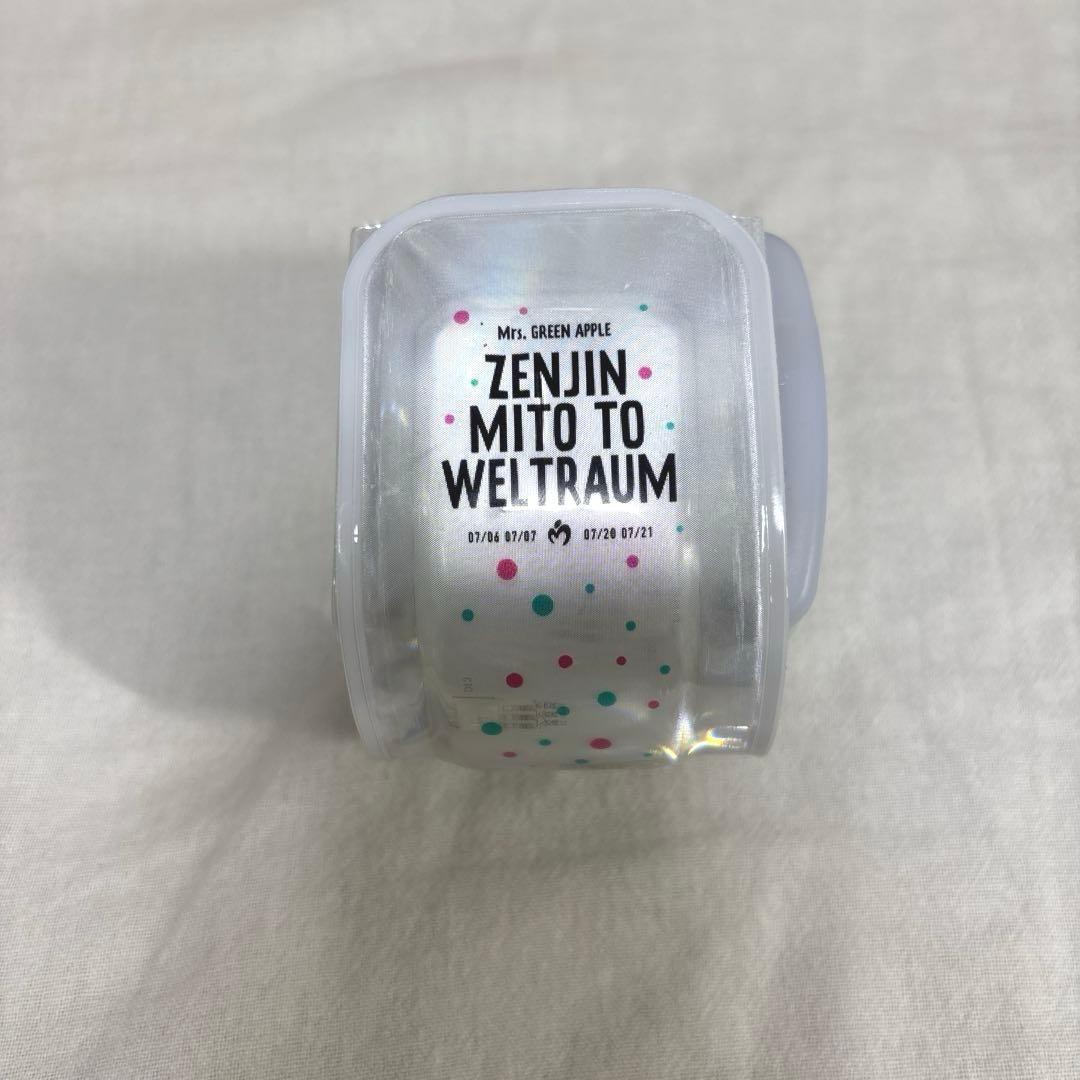 Mrs. GREEN APPLE
ZENJIN
MITO TO
WELTRAUM
07/06 07/07 07/20 07/21